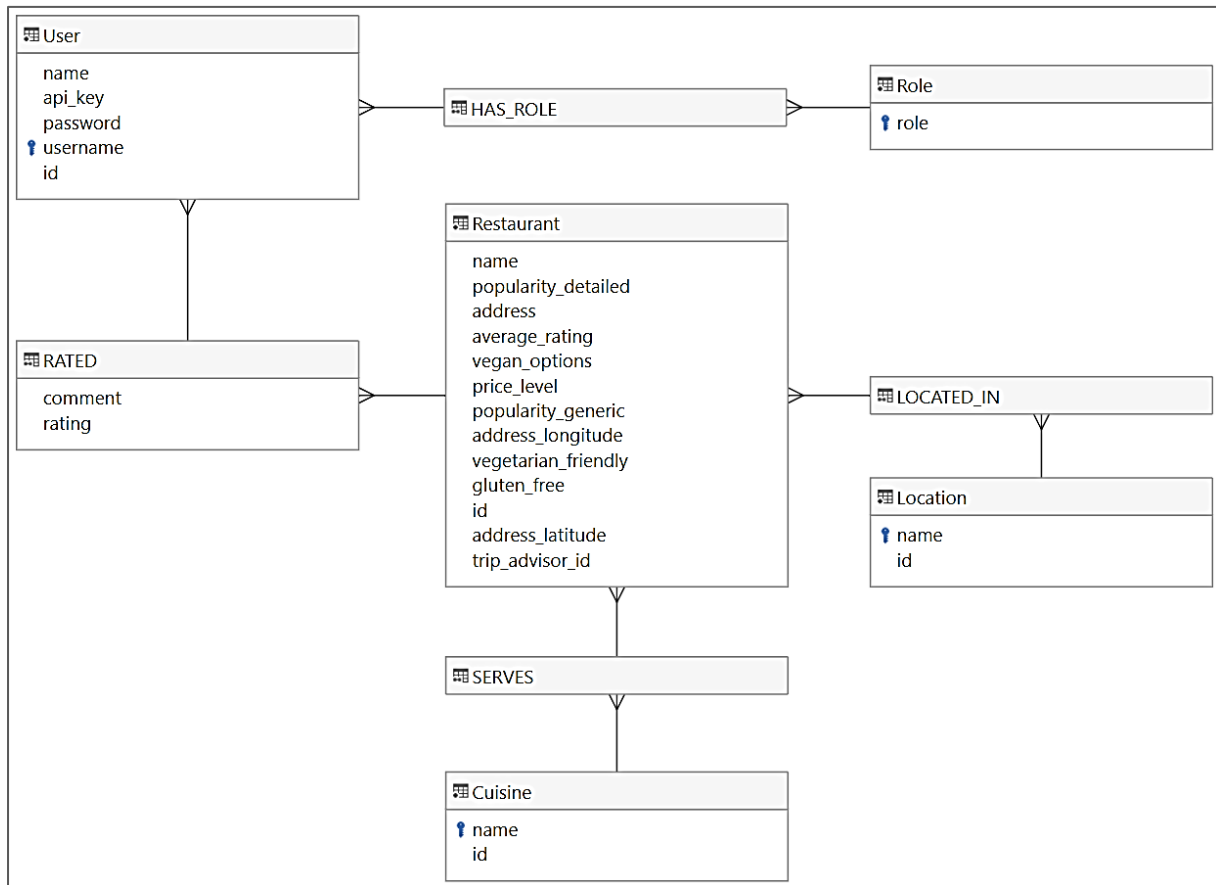 User
name
api_key
password
username
id
HAS_ROLE
Role
role
Restaurant
name
popularity_detailed
address
average_rating
vegan_options
price_level
popularity_generic
address_longitude
vegetarian_friendly
gluten_free
id
address_latitude
trip_advisor_id
RATED
comment
rating
LOCATED_IN
Location
name
id
SERVES
Cuisine
name
id